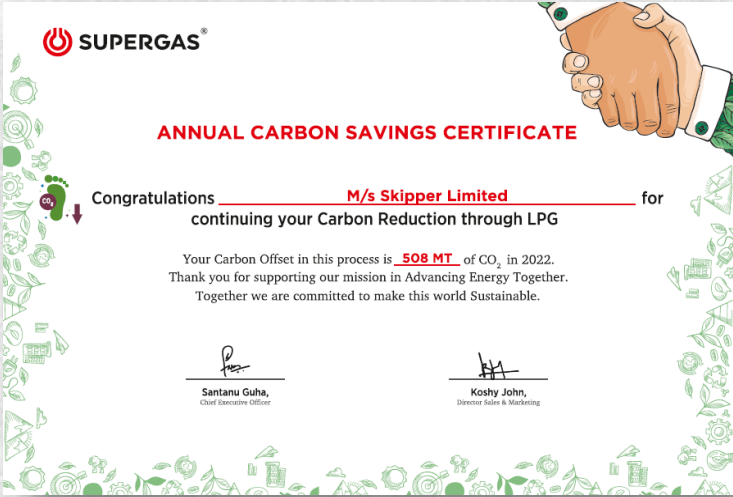 SUPERGAS®
ANNUAL CARBON SAVINGS CERTIFICATE
CO₂
Congratulations M/s Skipper Limited for
continuing your Carbon Reduction through LPG
Your Carbon Offset in this process is 508 MT of CO₂ in 2022.
Thank you for supporting our mission in Advancing Energy Together.
Together we are committed to make this world Sustainable.
Santanu Guha,
Chief Executive Officer
Koshy John,
Director Sales & Marketing